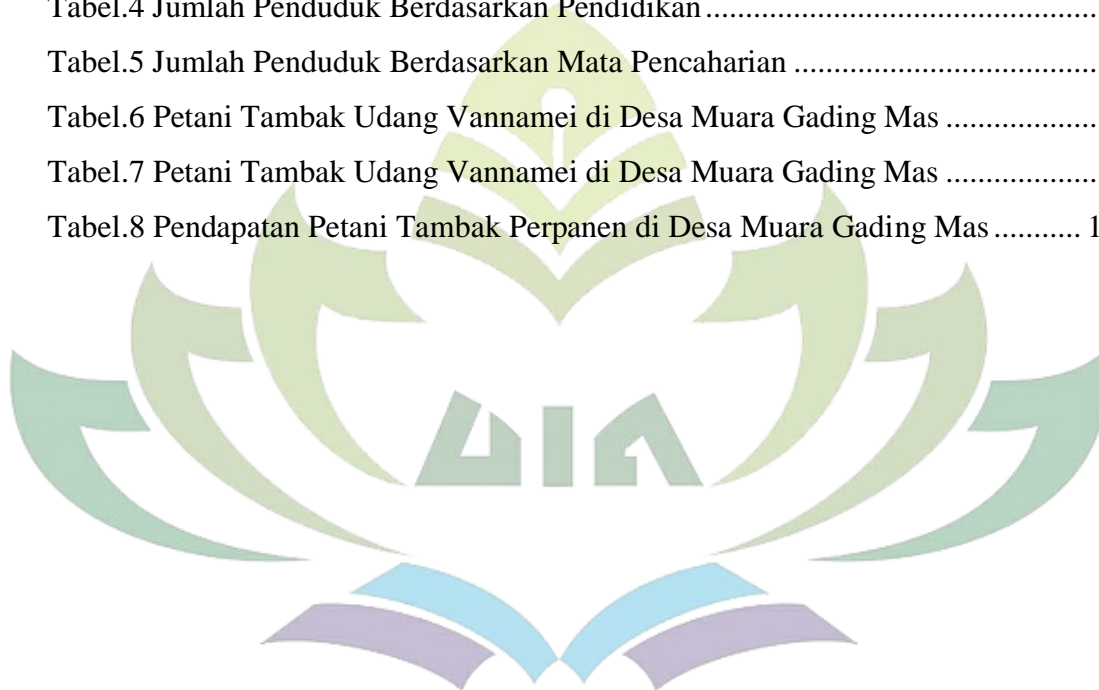 Tabel.4 Jumlah Penduduk Berdasarkan Pendidikan ....................................
Tabel.5 Jumlah Penduduk Berdasarkan Mata Pencaharian .......................................
Tabel.6 Petani Tambak Udang Vannamei di Desa Muara Gading Mas ...................
Tabel.7 Petani Tambak Udang Vannamei di Desa Muara Gading Mas ...................
Tabel.8 Pendapatan Petani Tambak Perpanen di Desa Muara Gading Mas ........... 1